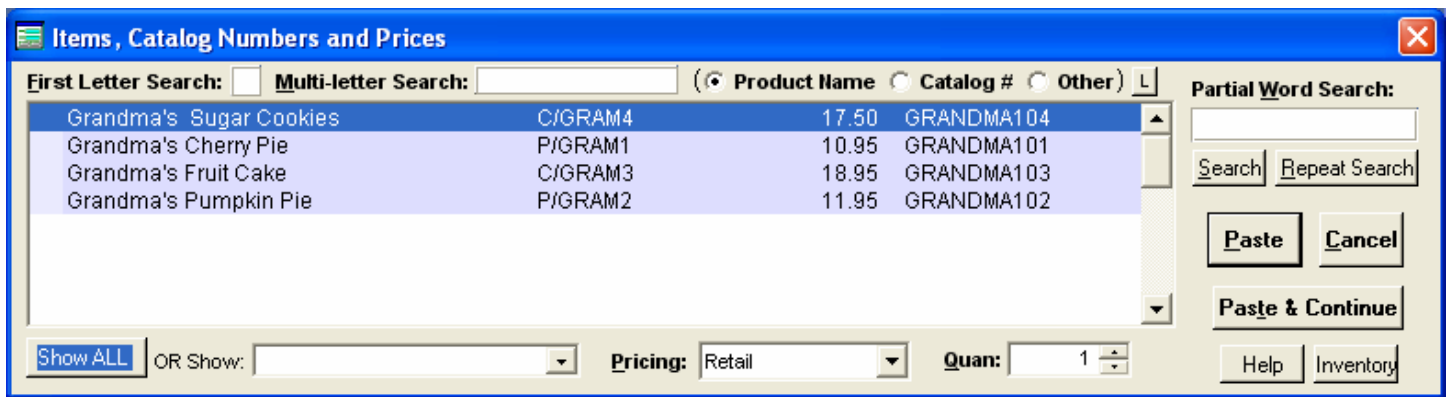 Items, Catalog Numbers and Prices
First Letter Search: Multi-letter Search: ( Product Name Catalog # Other) L
Partial Word Search:
Grandma's  Sugar Cookies C/GRAM4 17.50 GRANDMA104
Grandma's Cherry Pie P/GRAM1 10.95 GRANDMA101
Grandma's Fruit Cake C/GRAM3 18.95 GRANDMA103
Grandma's Pumpkin Pie P/GRAM2 11.95 GRANDMA102
Search Repeat Search
Paste Cancel
Paste & Continue
Show ALL OR Show: Pricing: Retail Quan: 1
Help Inventory